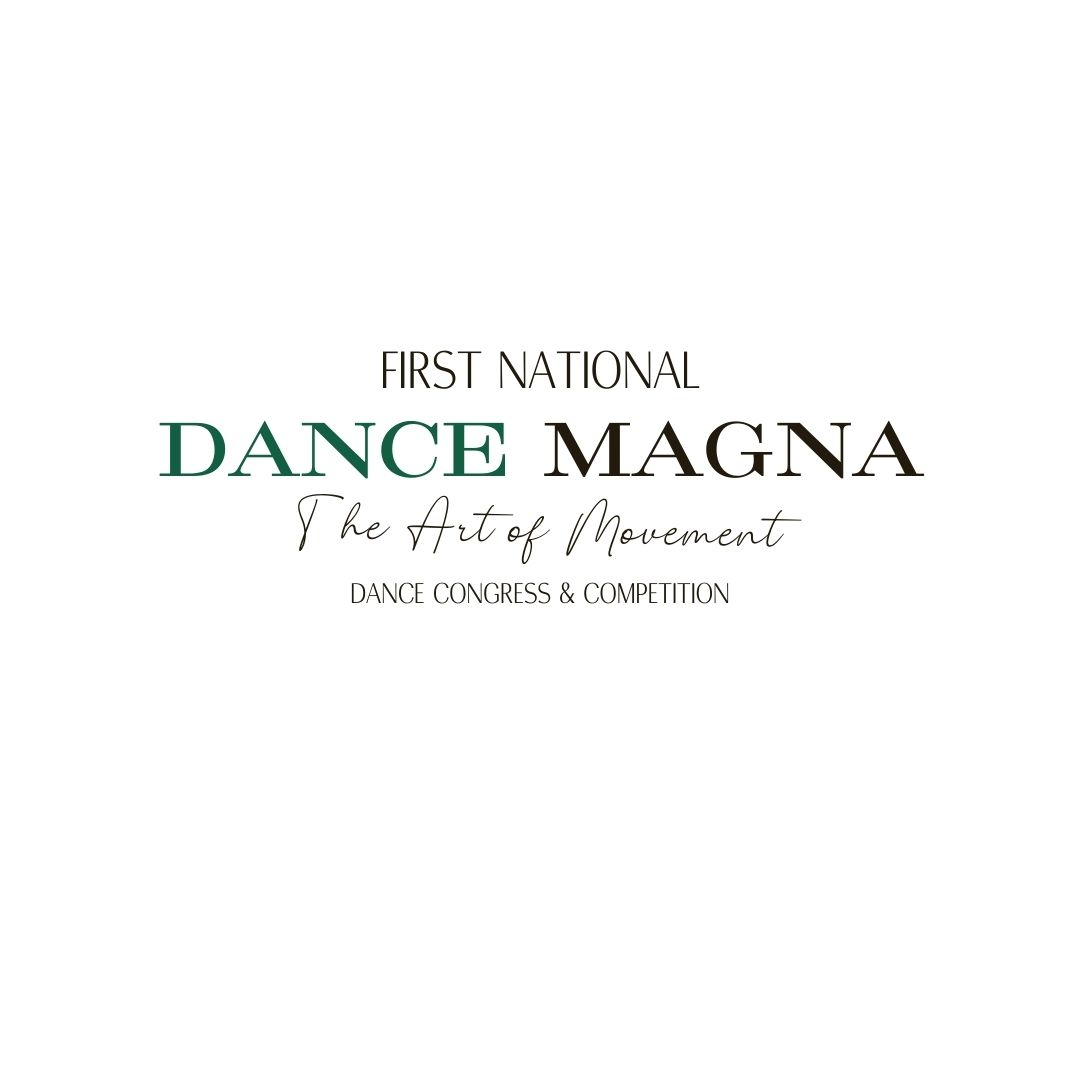 FIRST NATIONAL
DANCE MAGNA
The Art of Movement
DANCE CONGRESS & COMPETITION